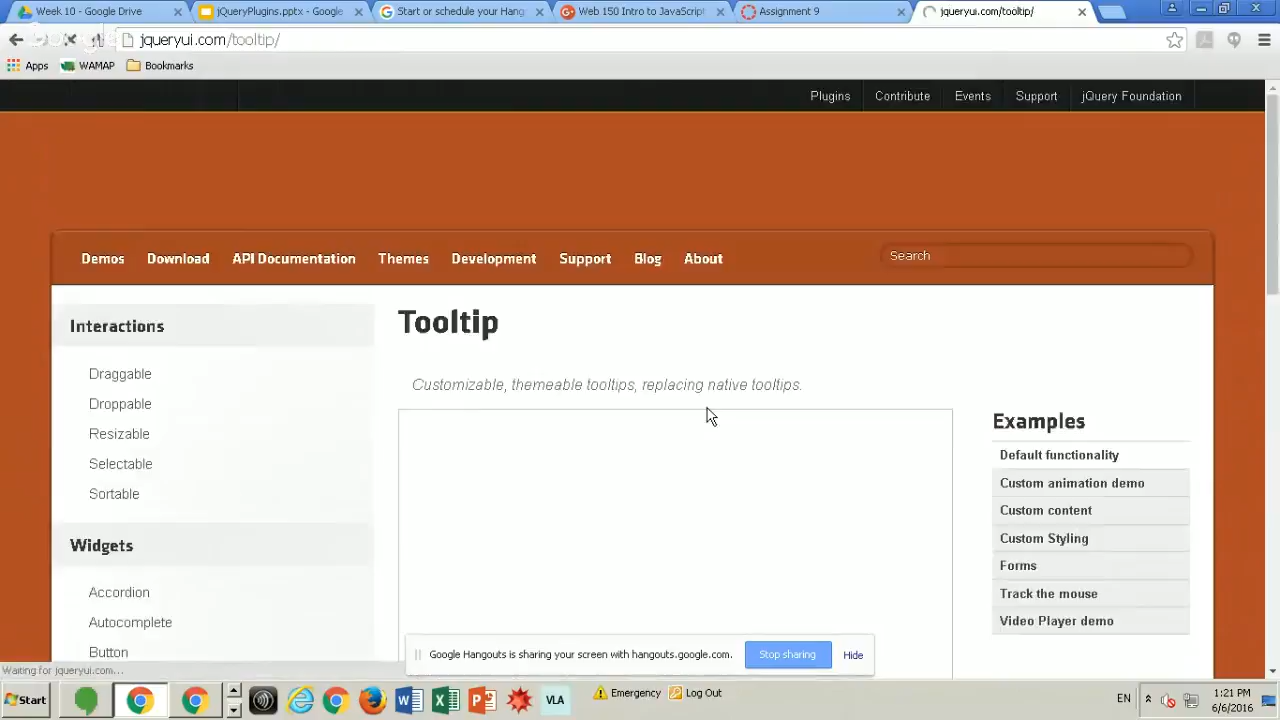 Week 10 - Google Drive
jQueryPlugins.pptx - Google
Start or schedule your Hang
Web 150 Intro to JavaScript
Assignment 9
jqueryui.com/tooltip/
jqueryui.com/tooltip/
Apps
WAMAP
Bookmarks
Plugins
Contribute
Events
Support
jQuery Foundation
Demos
Download
API Documentation
Themes
Development
Support
Blog
About
Search
Interactions
Draggable
Droppable
Resizable
Selectable
Sortable
Widgets
Accordion
Autocomplete
Button
Tooltip
Customizable, themeable tooltips, replacing native tooltips.
Examples
Default functionality
Custom animation demo
Custom content
Custom Styling
Forms
Track the mouse
Video Player demo
Google Hangouts is sharing your screen with hangouts.google.com.
Stop sharing
Hide
Waiting for jqueryui.com...
Start
VLA
Emergency
Log Out
EN
1:21 PM
6/6/2016